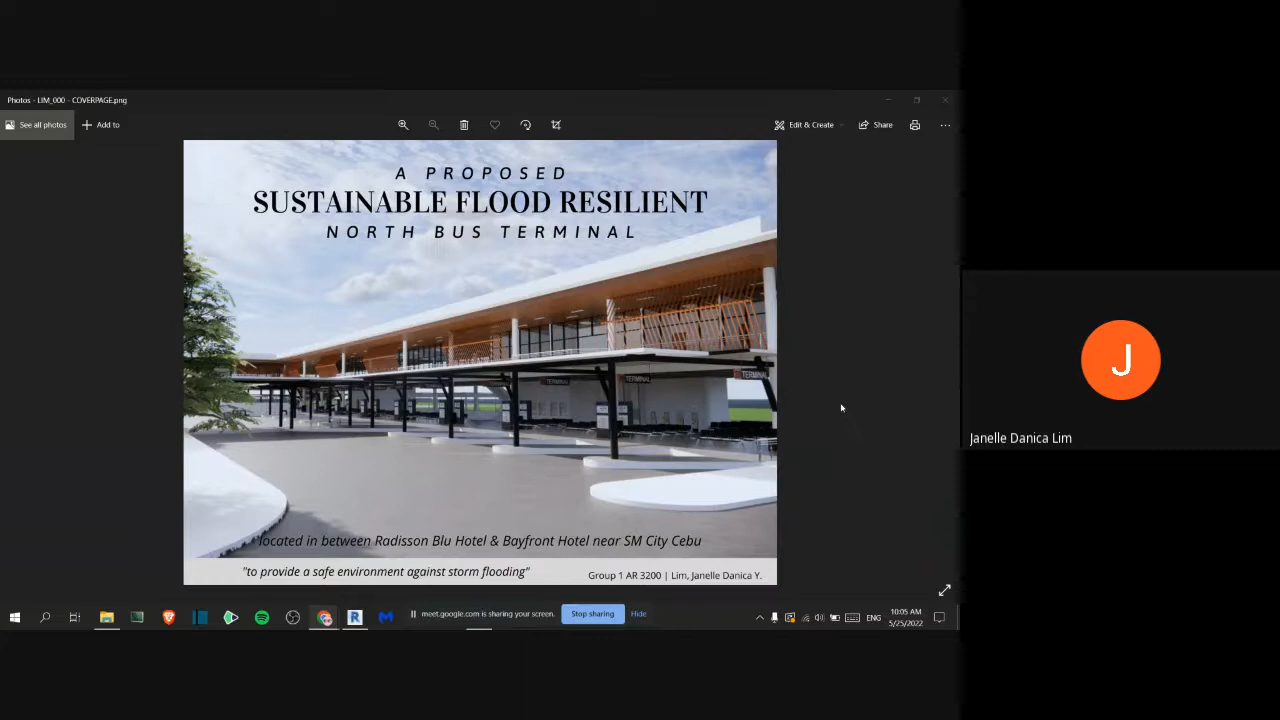 Photos - LIM_000 - COVERPAGE.png
See all photos
Add to
Edit & Create
Share
A PROPOSED
SUSTAINABLE FLOOD RESILIENT
NORTH BUS TERMINAL
TERMINAL
TERMINAL
TERMINAL
located in between Radisson Blu Hotel & Bayfront Hotel near SM City Cebu
"to provide a safe environment against storm flooding"
Group 1 AR 3200 | Lim, Janelle Danica Y.
J
Janelle Danica Lim
meet.google.com is sharing your screen.
Stop sharing
Hide
ENG
10:05 AM
5/25/2022